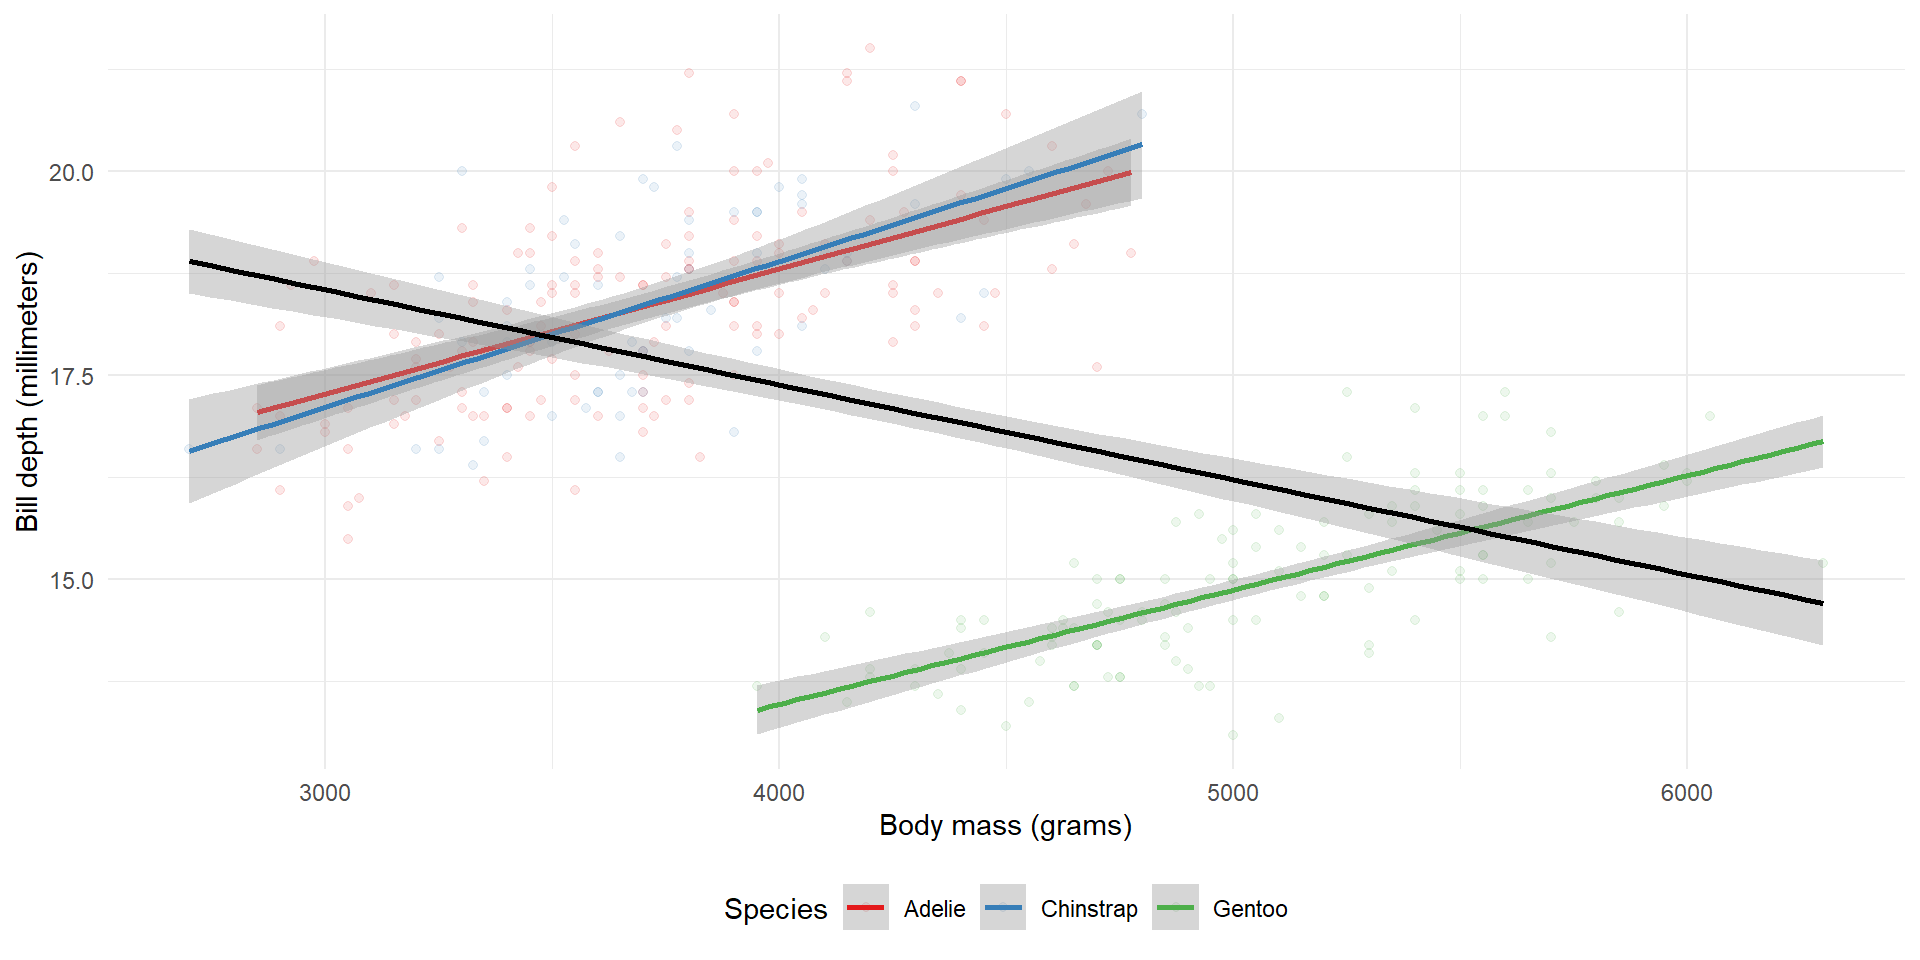 20.0
17.5
15.0
Bill depth (millimeters)
3000 4000 5000 6000
Body mass (grams)
Species Adelie Chinstrap Gentoo